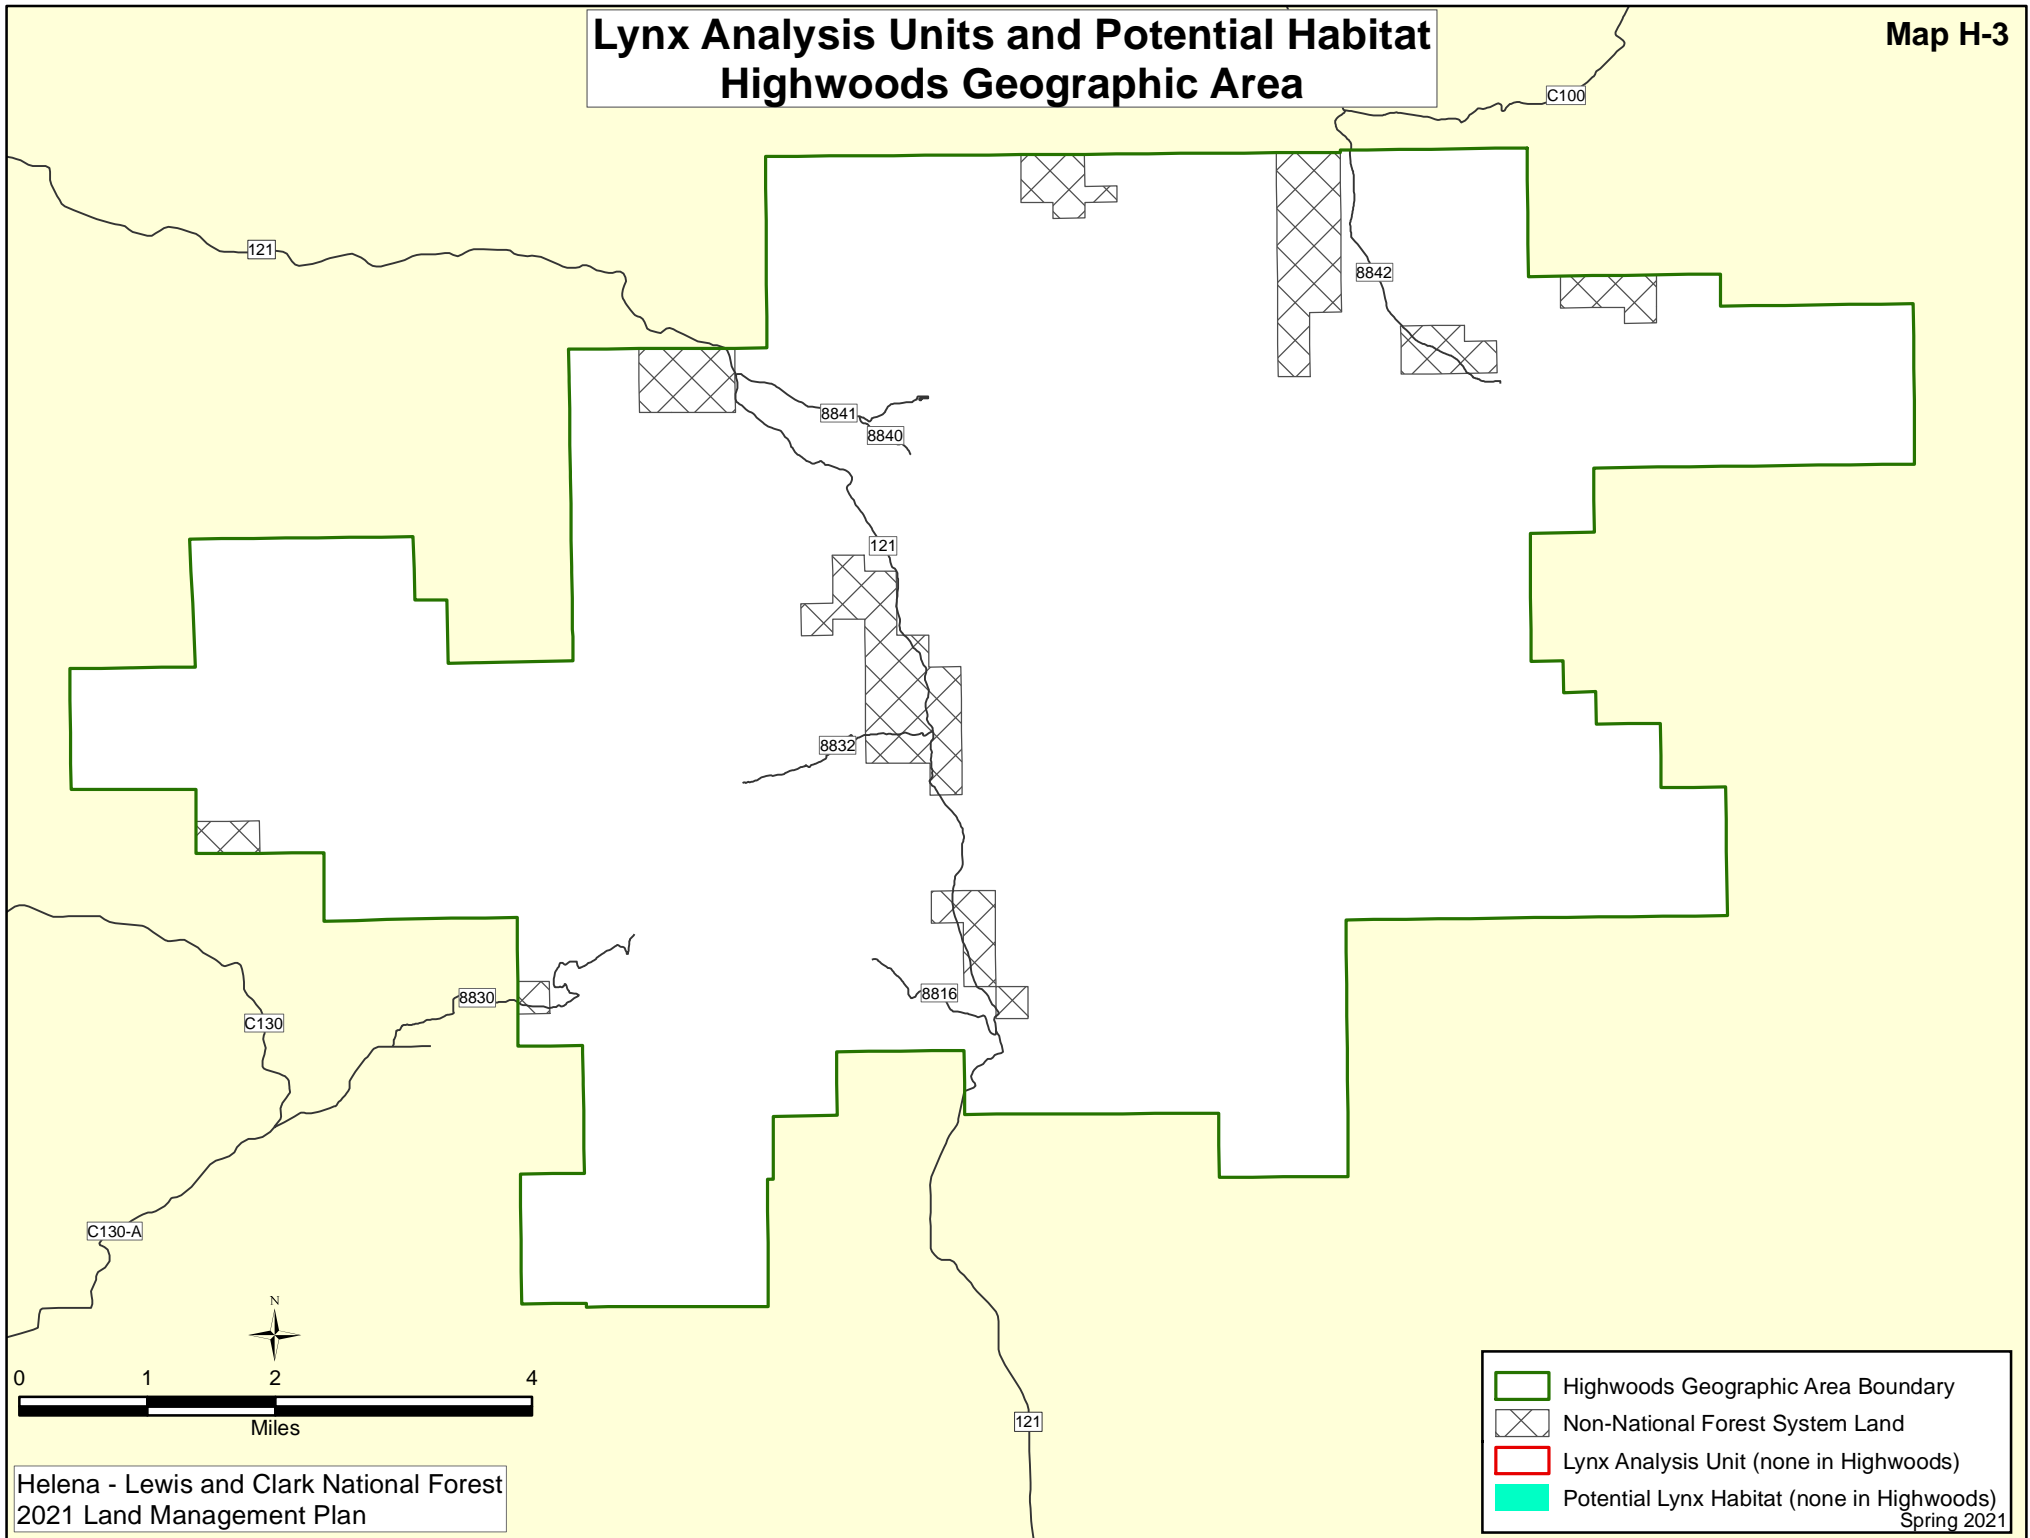 Lynx Analysis Units and Potential Habitat
Highwoods Geographic Area
Map H-3
C100
121
8842
8841
8840
121
8832
8830
8816
C130
C130-A
N
0 1 2 4
Miles
121
Helena - Lewis and Clark National Forest
2021 Land Management Plan
Highwoods Geographic Area Boundary
Non-National Forest System Land
Lynx Analysis Unit (none in Highwoods)
Potential Lynx Habitat (none in Highwoods)
Spring 2021